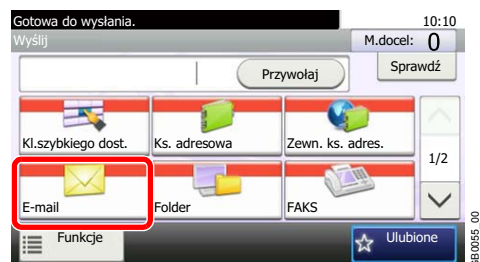 Gotowa do wysłania. 10:10
Wyślij M.docel: 0
Przywołaj Sprawdź
Kl.szybkiego dost. Ks. adresowa Zewn. ks. adres.
1/2
E-mail Folder FAKS
Funkcje Ulubione